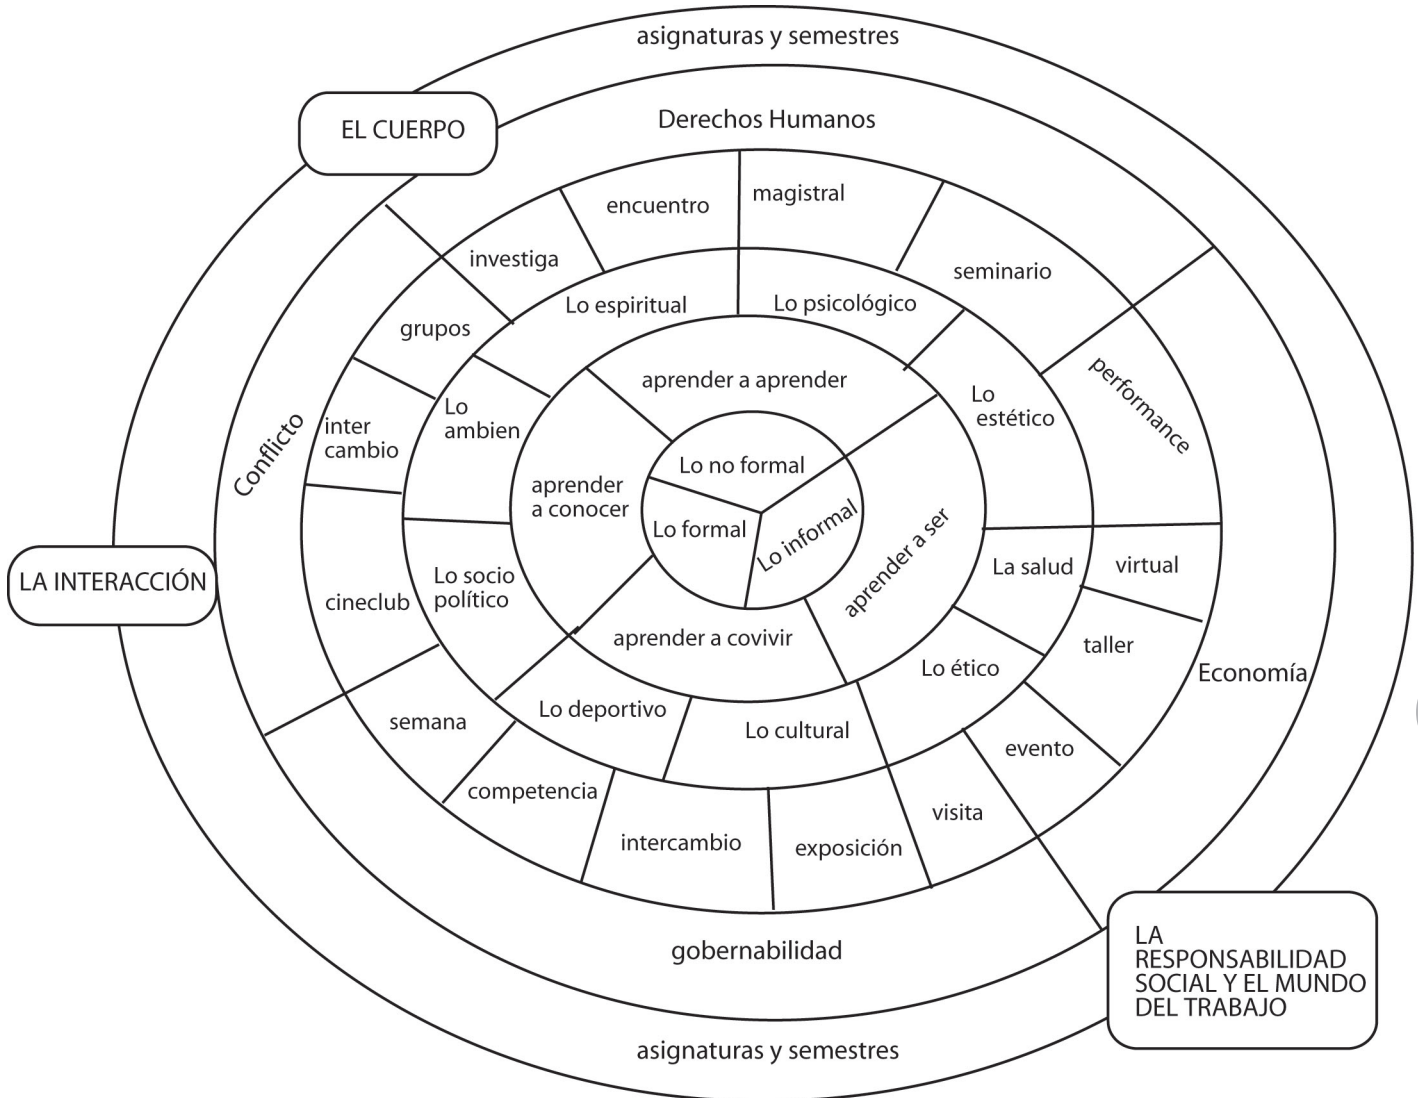 asignaturas y semestres
EL CUERPO
Derechos Humanos
encuentro
magistral
investiga
seminario
Lo espiritual
Lo psicológico
grupos
performance
aprender a aprender
Lo
estético
Lo
ambien
inter
cambio
Conflicto
Lo no formal
aprender
a conocer
Lo formal
Lo informal
aprender a ser
La salud
virtual
LA INTERACCIÓN
Lo socio
político
cineclub
aprender a covivir
taller
Lo ético
Economía
Lo deportivo
semana
Lo cultural
evento
competencia
visita
intercambio
exposición
gobernabilidad
LA
RESPONSABILIDAD
SOCIAL Y EL MUNDO
DEL TRABAJO
asignaturas y semestres